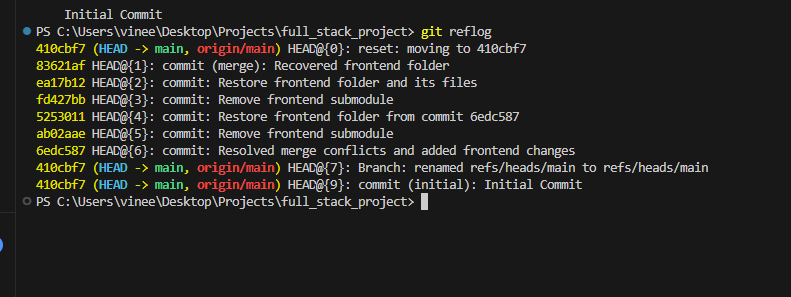 Initial Commit
PS C:\Users\vinee\Desktop\Projects\full_stack_project> git reflog
410cbf7 (HEAD -> main, origin/main) HEAD@{0}: reset: moving to 410cbf7
83621af HEAD@{1}: commit (merge): Recovered frontend folder
ea17b12 HEAD@{2}: commit: Restore frontend folder and its files
fd427bb HEAD@{3}: commit: Remove frontend submodule
5253011 HEAD@{4}: commit: Restore frontend folder from commit 6edc587
ab02aae HEAD@{5}: commit: Remove frontend submodule
6edc587 HEAD@{6}: commit: Resolved merge conflicts and added frontend changes
410cbf7 (HEAD -> main, origin/main) HEAD@{7}: Branch: renamed refs/heads/main to refs/heads/main
410cbf7 (HEAD -> main, origin/main) HEAD@{9}: commit (initial): Initial Commit
PS C:\Users\vinee\Desktop\Projects\full_stack_project>